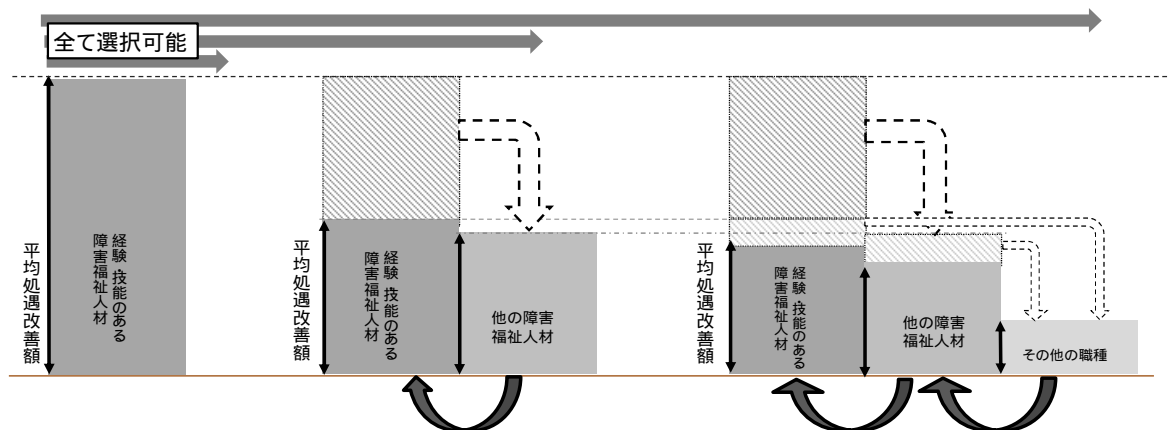 全て選択可能
平均処遇改善額
経験・技能のある
障害福祉人材
平均処遇改善額
経験・技能のある
障害福祉人材
他の障害
福祉人材
平均処遇改善額
経験・技能のある
障害福祉人材
他の障害
福祉人材
その他の職種